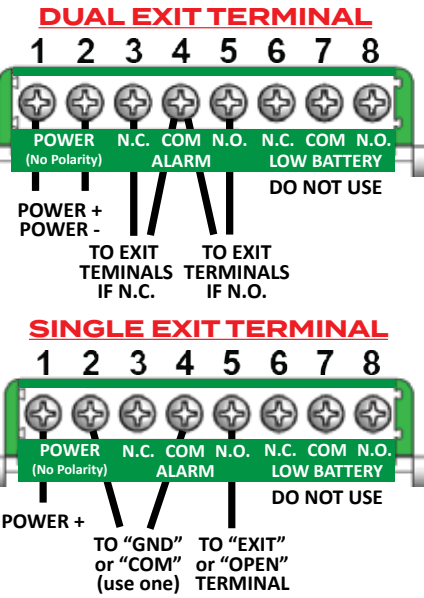 DUAL EXIT TERMINAL
1 2 3 4 5 6 7 8
POWER N.C. COM N.O. N.C. COM N.O.
(No Polarity) ALARM LOW BATTERY
DO NOT USE
POWER +
POWER -
TO EXIT TO EXIT
TEMINALS TERMINALS
IF N.C. IF N.O.
SINGLE EXIT TERMINAL
1 2 3 4 5 6 7 8
POWER N.C. COM N.O. N.C. COM N.O.
(No Polarity) ALARM LOW BATTERY
DO NOT USE
POWER +
TO “GND” TO “EXIT”
or “COM” or “OPEN”
(use one) TERMINAL